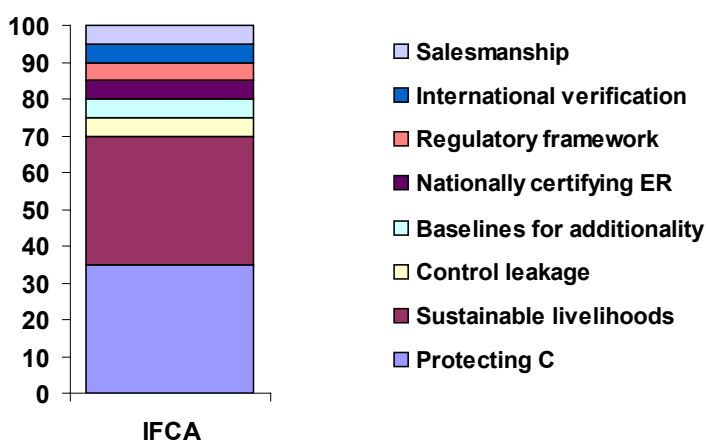 100
90
80
70
60
50
40
30
20
10
0
IFCA
Salesmanship
International verification
Regulatory framework
Nationally certifying ER
Baselines for additionality
Control leakage
Sustainable livelihoods
Protecting C